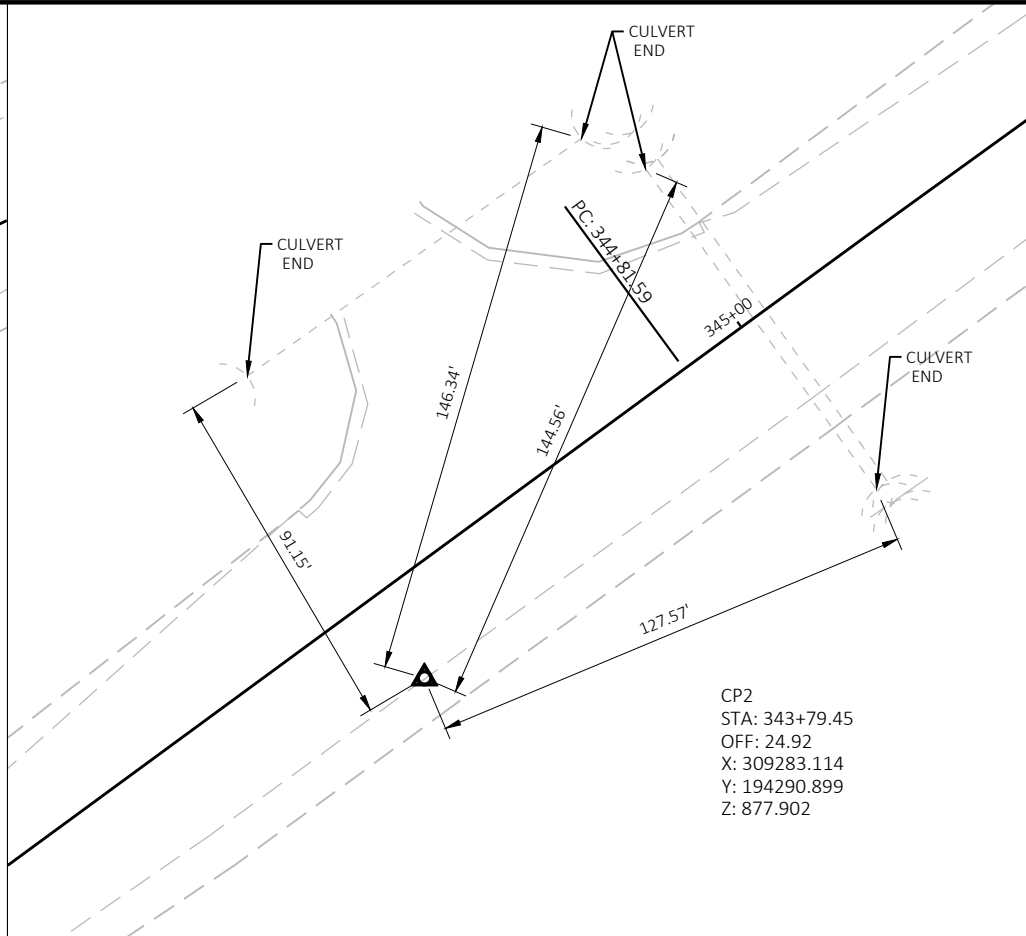 CULVERT
END
PC: 344+81.59
CULVERT
END
345+00
CULVERT
END
146.34'
144.56'
91.15'
127.57'
CP2
STA: 343+79.45
OFF: 24.92
X: 309283.114
Y: 194290.899
Z: 877.902